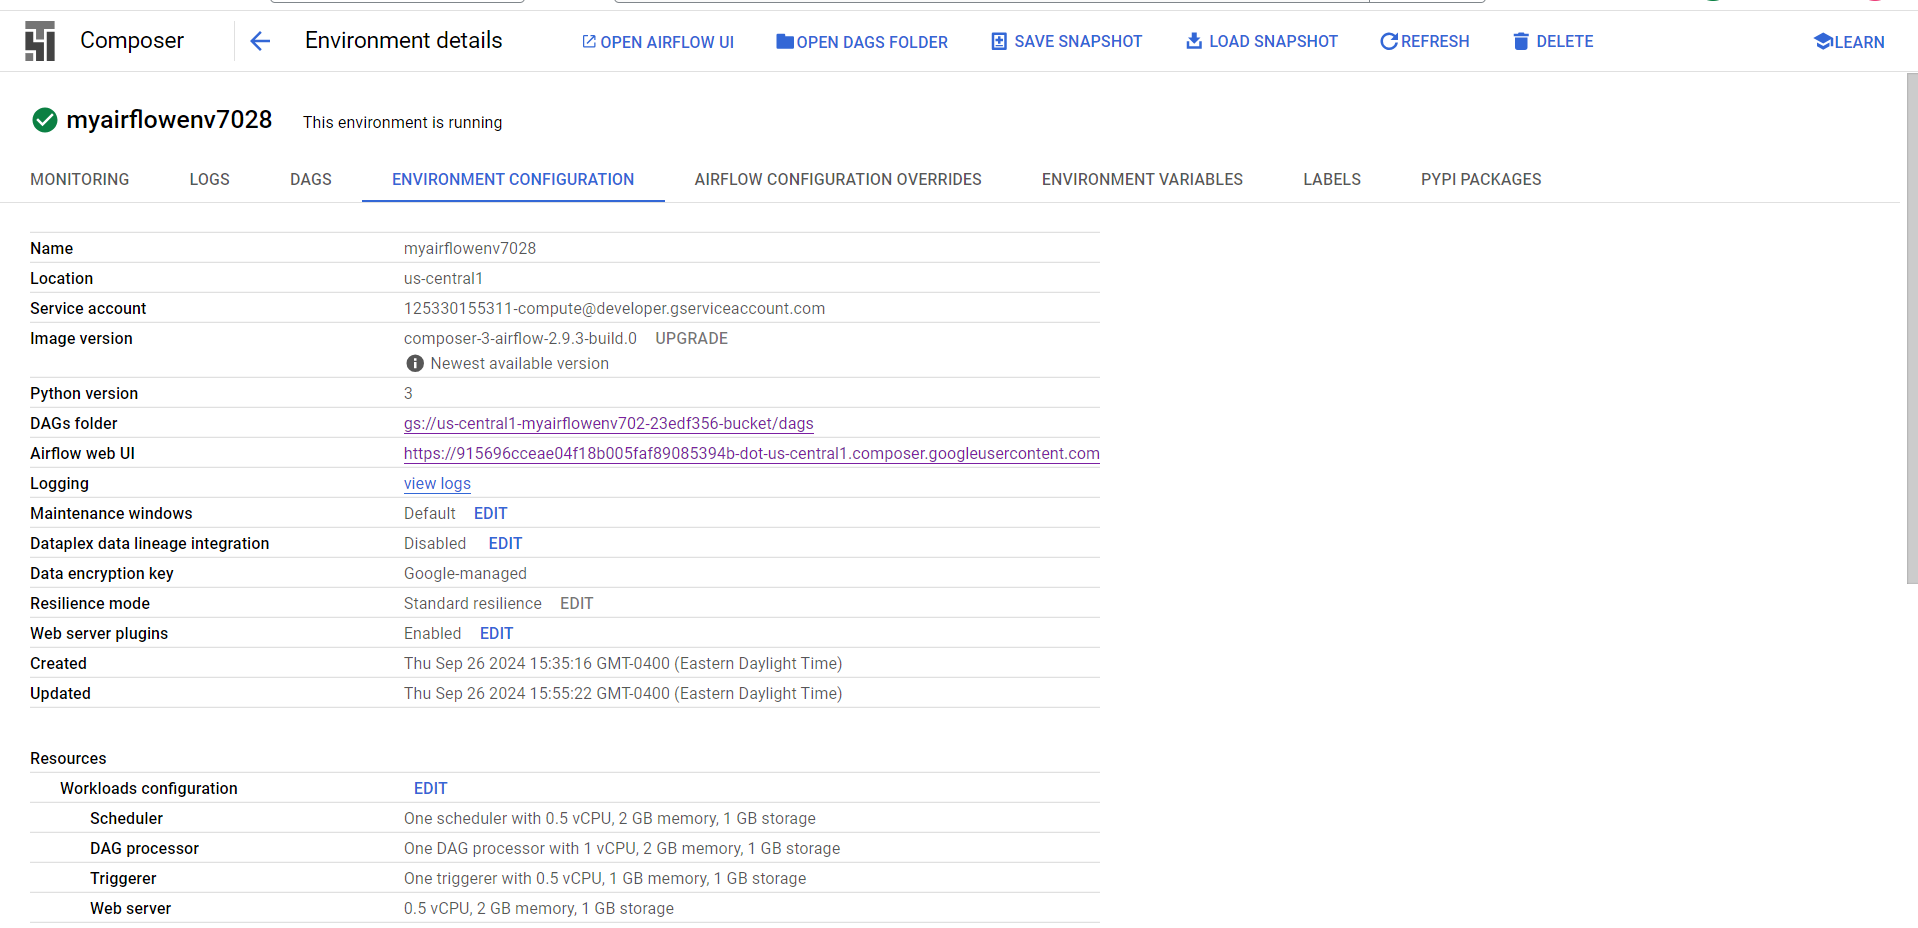 Composer
Environment details
OPEN AIRFLOW UI
OPEN DAGS FOLDER
SAVE SNAPSHOT
LOAD SNAPSHOT
REFRESH
DELETE
LEARN
myairflowenv7028 This environment is running
MONITORING
LOGS
DAGS
ENVIRONMENT CONFIGURATION
AIRFLOW CONFIGURATION OVERRIDES
ENVIRONMENT VARIABLES
LABELS
PYPI PACKAGES
Name myairflowenv7028
Location us-central1
Service account 125330155311-compute@developer.gserviceaccount.com
Image version composer-3-airflow-2.9.3-build.0 UPGRADE
Newest available version
Python version 3
DAGs folder gs://us-central1-myairflowenv702-23edf356-bucket/dags
Airflow web UI https://915696cceae04f18b005faf89085394b-dot-us-central1.composer.googleusercontent.com
Logging view logs
Maintenance windows Default EDIT
Dataplex data lineage integration Disabled EDIT
Data encryption key Google-managed
Resilience mode Standard resilience EDIT
Web server plugins Enabled EDIT
Created Thu Sep 26 2024 15:35:16 GMT-0400 (Eastern Daylight Time)
Updated Thu Sep 26 2024 15:55:22 GMT-0400 (Eastern Daylight Time)
Resources
Workloads configuration EDIT
Scheduler One scheduler with 0.5 vCPU, 2 GB memory, 1 GB storage
DAG processor One DAG processor with 1 vCPU, 2 GB memory, 1 GB storage
Triggerer One triggerer with 0.5 vCPU, 1 GB memory, 1 GB storage
Web server 0.5 vCPU, 2 GB memory, 1 GB storage